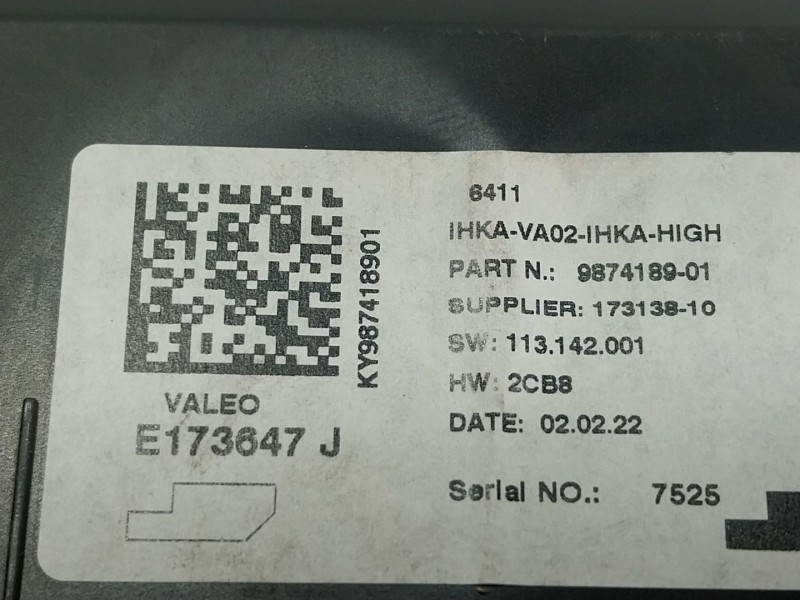 6411
IHKA-VA02-IHKA-HIGH
PART N.: 9874189-01
SUPPLIER: 173138-10
SW: 113.142.001
HW: 2CB8
DATE: 02.02.22
Serial NO.: 7525
KY987418901
VALEO
E173647 J